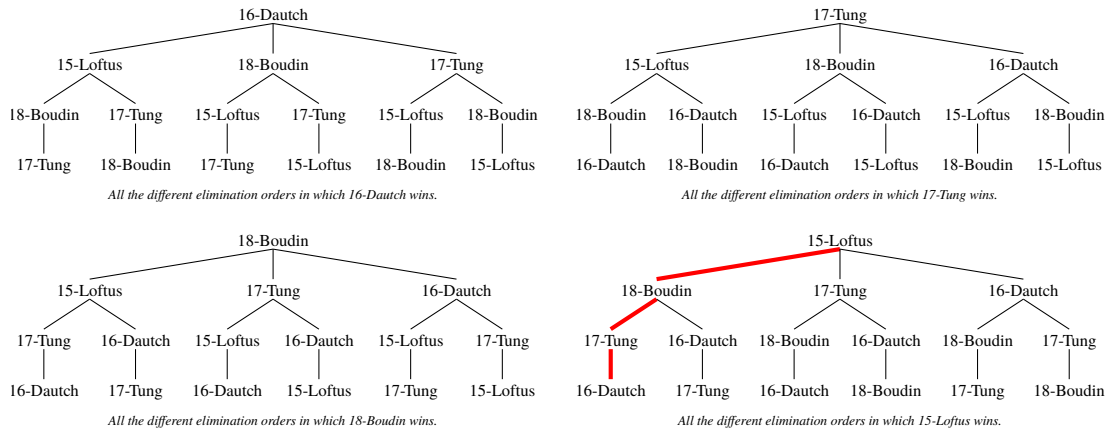 16-Dautch
15-Loftus 18-Boudin 17-Tung
18-Boudin 17-Tung 15-Loftus 17-Tung 15-Loftus 18-Boudin
17-Tung 18-Boudin 17-Tung 15-Loftus 18-Boudin 15-Loftus
All the different elimination orders in which 16-Dautch wins.
17-Tung
15-Loftus 18-Boudin 16-Dautch
18-Boudin 16-Dautch 15-Loftus 16-Dautch 15-Loftus 18-Boudin
16-Dautch 18-Boudin 16-Dautch 15-Loftus 18-Boudin 15-Loftus
All the different elimination orders in which 17-Tung wins.
18-Boudin
15-Loftus 17-Tung 16-Dautch
17-Tung 16-Dautch 15-Loftus 16-Dautch 15-Loftus 17-Tung
16-Dautch 17-Tung 16-Dautch 15-Loftus 17-Tung 15-Loftus
All the different elimination orders in which 18-Boudin wins.
15-Loftus
18-Boudin 17-Tung 16-Dautch
17-Tung 16-Dautch 18-Boudin 16-Dautch 18-Boudin 17-Tung
16-Dautch 17-Tung 16-Dautch 18-Boudin 17-Tung 18-Boudin
All the different elimination orders in which 15-Loftus wins.